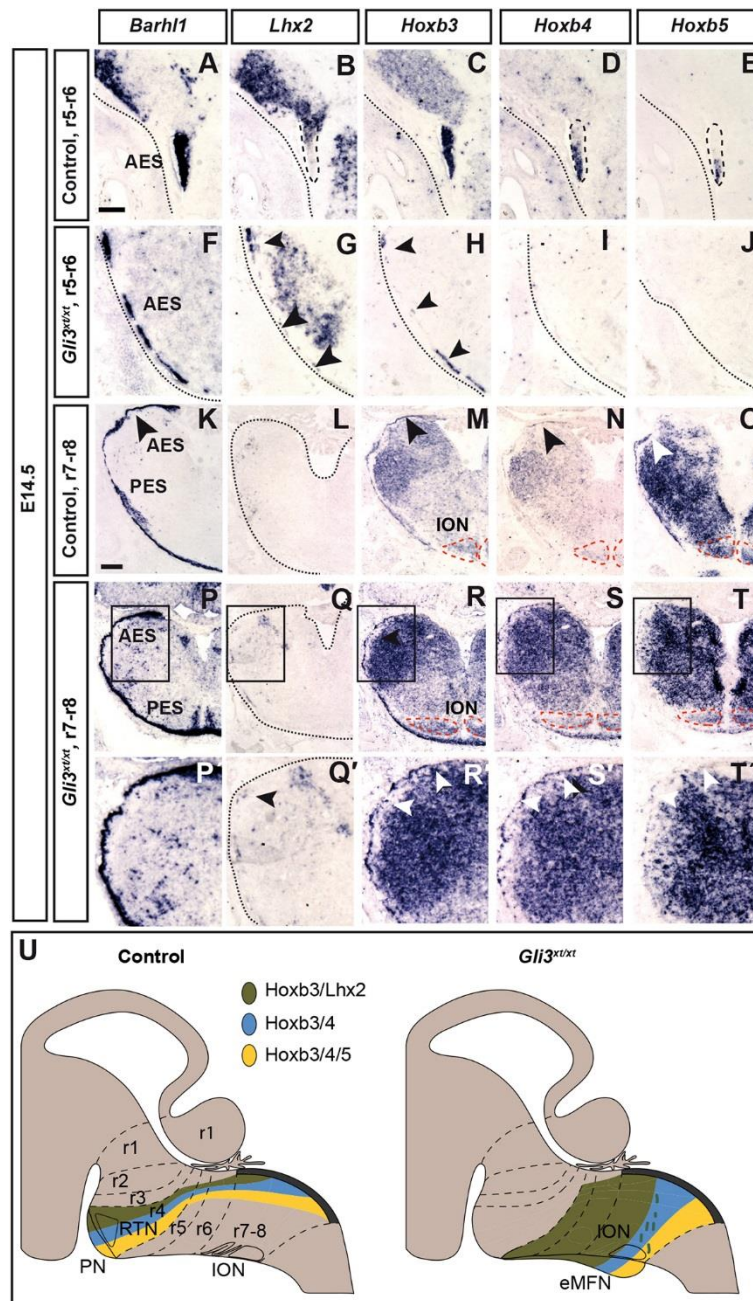 Barhl1 Lhx2 Hoxb3 Hoxb4 Hoxb5
E14.5
Control, r5-r6
A B C D E
AES
Gli3xt/xt, r5-r6
F G H I J
AES
Control, r7-r8
K L M N O
AES
PES
ION
Gli3xt/xt, r7-r8
P Q R S T
AES
PES
ION
P' Q' R' S' T'
U
Control
Gli3xt/xt
Hoxb3/Lhx2
Hoxb3/4
Hoxb3/4/5
r1
r1
r2
r3
r4
RTN
r5
r6
r7-8
PN
ION
ION
eMFN